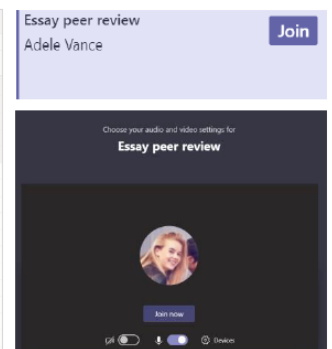 Essay peer review
Join
Adele Vance
Choose your audio and video settings for
Essay peer review
Join now
Devices